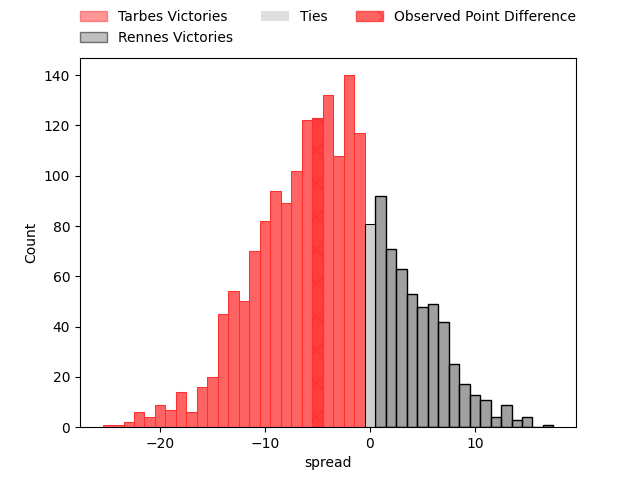 Tarbes Victories
Ties
Observed Point Difference
Rennes Victories
140
120
100
80
60
40
20
0
Count
−20
−10
0
10
spread